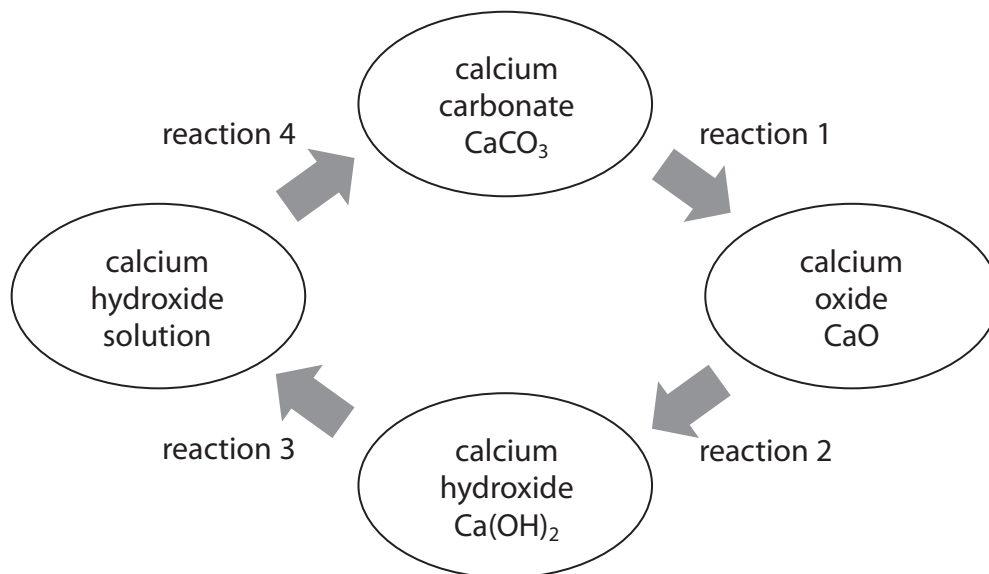 calcium
carbonate
CaCO₃
reaction 4
reaction 1
calcium
hydroxide
solution
calcium
oxide
CaO
reaction 3
reaction 2
calcium
hydroxide
Ca(OH)₂